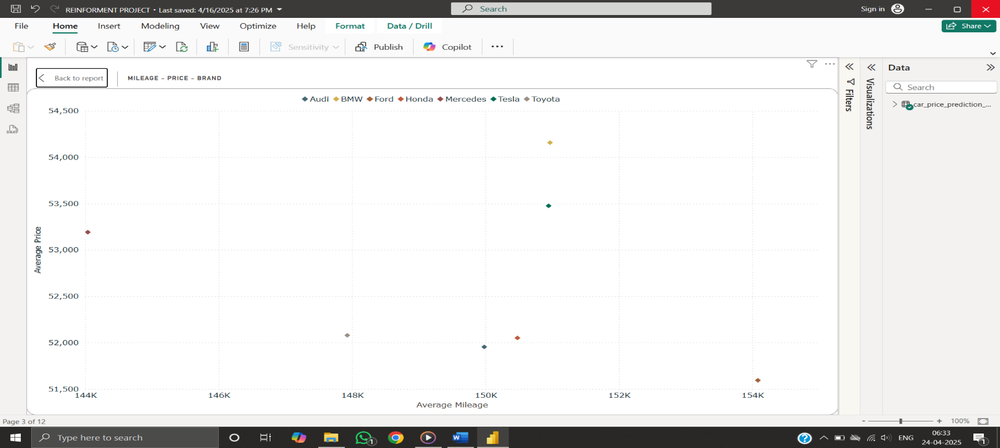 REINFORMENT PROJECT • Last saved: 4/16/2025 at 7:26 PM
Search
Sign in
File Home Insert Modeling View Optimize Help Format Data / Drill
Share
Sensitivity
Publish
Copilot
Back to report
MILEAGE – PRICE – BRAND
Audi BMW Ford Honda Mercedes Tesla Toyota
54,500
54,000
53,500
53,000
52,500
52,000
51,500
Average Price
144K 146K 148K 150K 152K 154K
Average Mileage
Filters
Visualizations
Data
Search
car_price_prediction_...
DAX
Page 3 of 12
- + 100%
Type here to search
1
W
ENG
06:33
24-04-2025
1